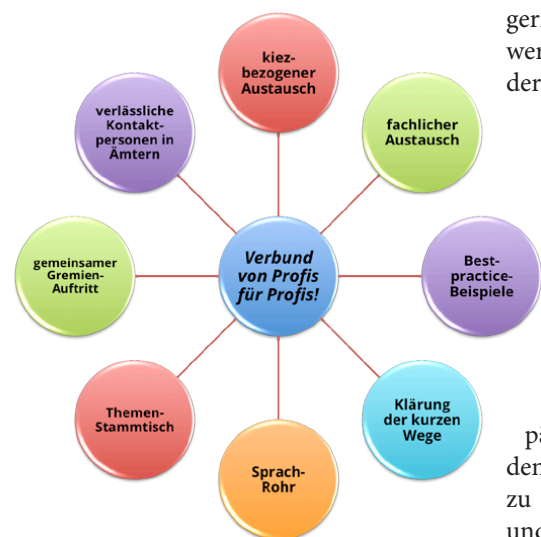 kiez-
bezogener
Austausch
fachlicher
Austausch
Best-
practice-
Beispiele
Klärung
der kurzen
Wege
Sprach-
Rohr
Themen-
Stammtisch
gemeinsamer
Gremien-
Auftritt
verlässliche
Kontakt-
personen in
Ämtern
Verbund
von Profis
für Profis!
der
zu